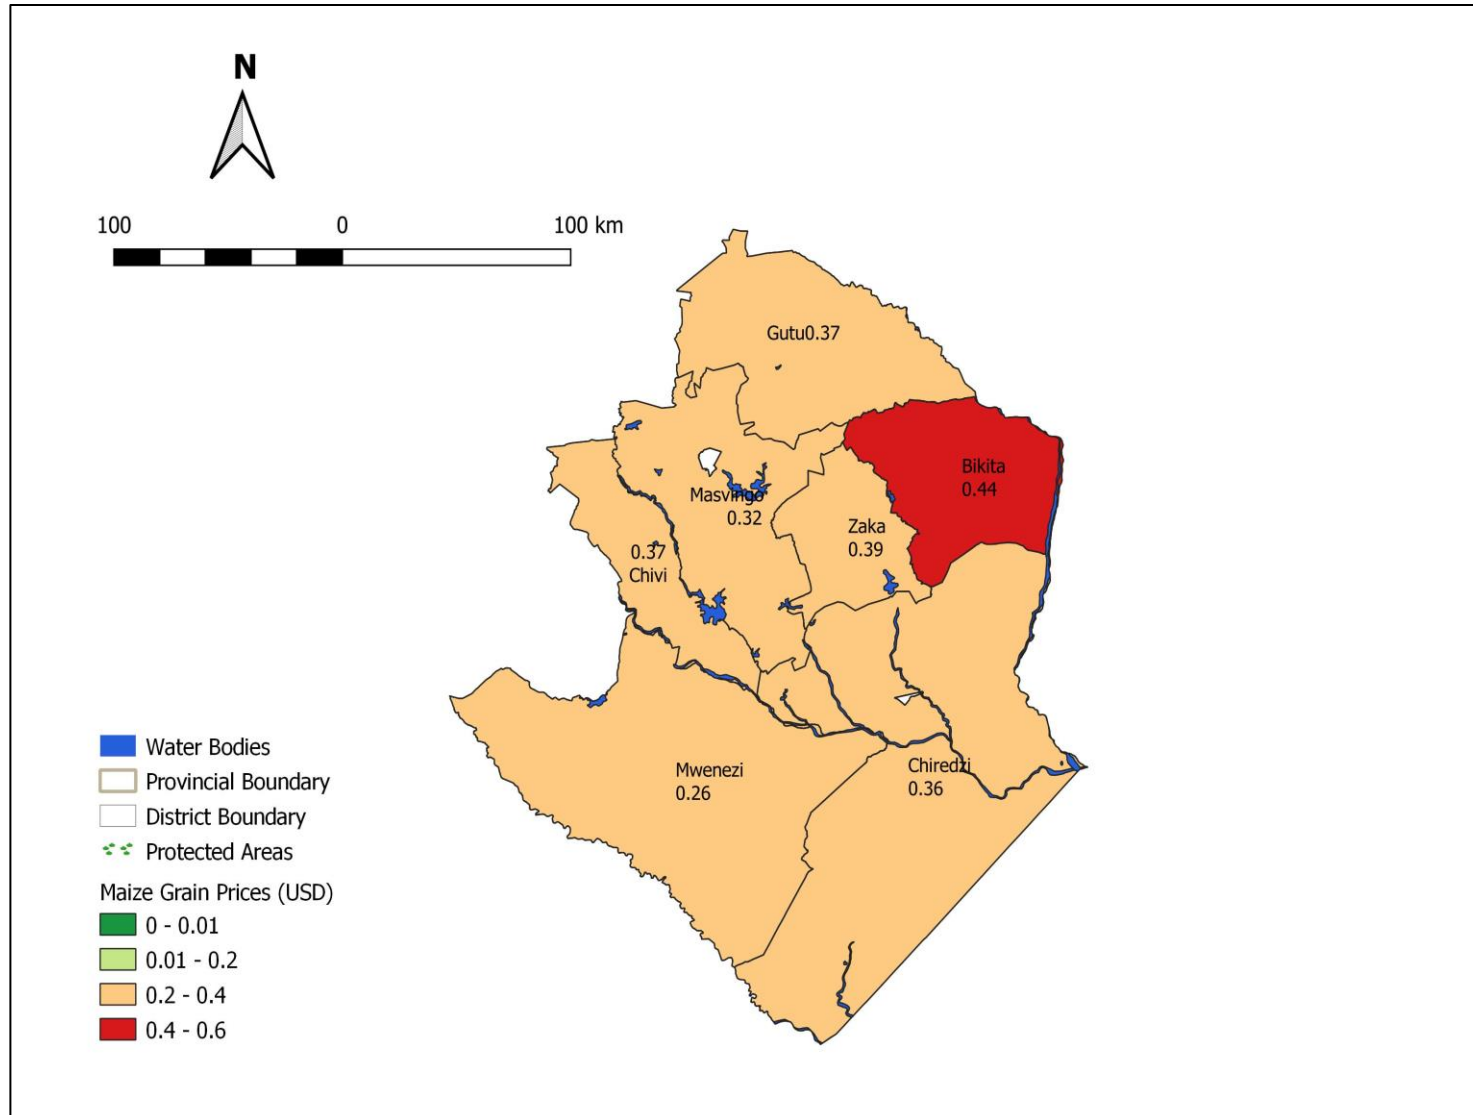 N
100 0 100 km
Gutu0.37
Bikita
0.44
Masvingo
0.32
Zaka
0.39
0.37
Chivi
Mwenezi
0.26
Chiredzi
0.36
Water Bodies
Provincial Boundary
District Boundary
Protected Areas
Maize Grain Prices (USD)
0 - 0.01
0.01 - 0.2
0.2 - 0.4
0.4 - 0.6